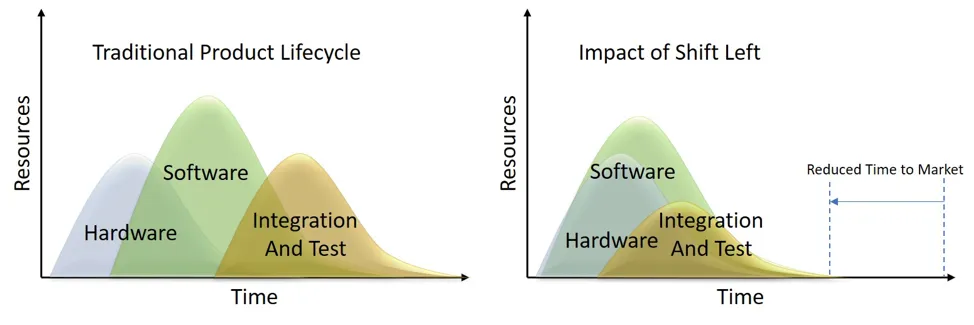 Traditional Product Lifecycle
Resources
Software
Hardware
Integration
And Test
Time
Impact of Shift Left
Resources
Software
Hardware
Integration
And Test
Reduced Time to Market
Time